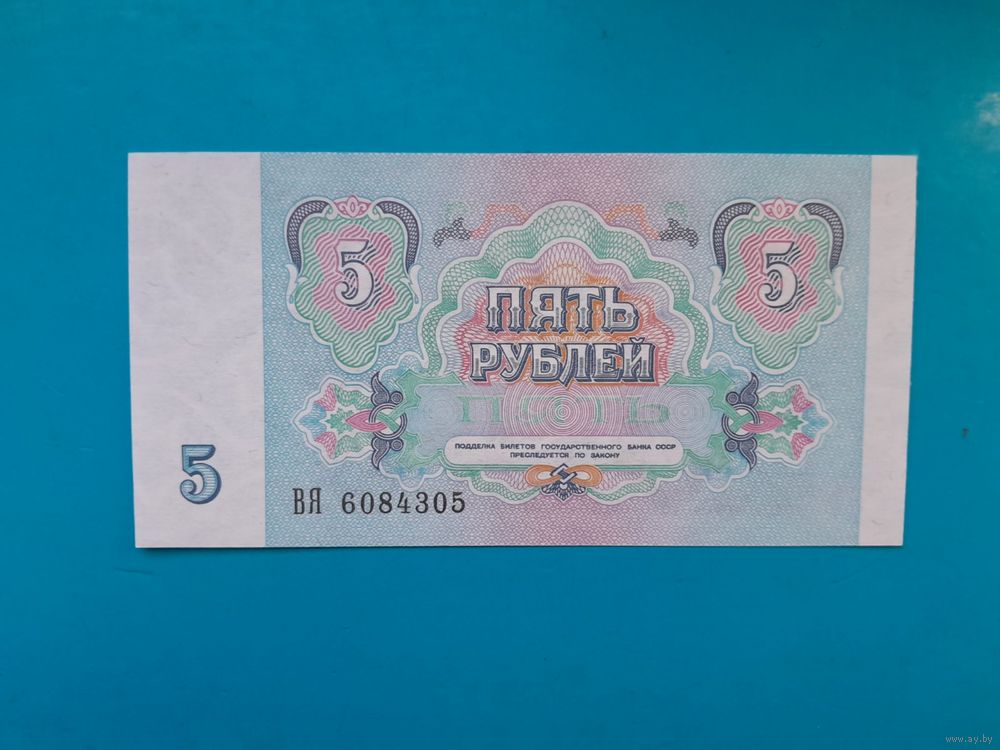 5
5
ПЯТЬ
РУБЛЕЙ
ПОДДЕЛКА БИЛЕТОВ ГОСУДАРСТВЕННОГО БАНКА СССР
ПРЕСЛЕДУЕТСЯ ПО ЗАКОНУ
5
ВЯ 6084305
www.ay.by